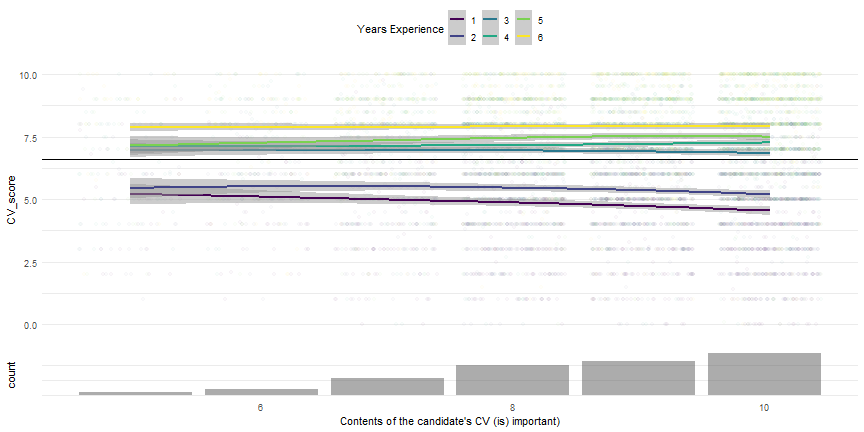 Years Experience 1 3 5
2 4 6
10.0
7.5
5.0
2.5
0.0
CV_score
count
6 8 10
Contents of the candidate's CV (is) important)